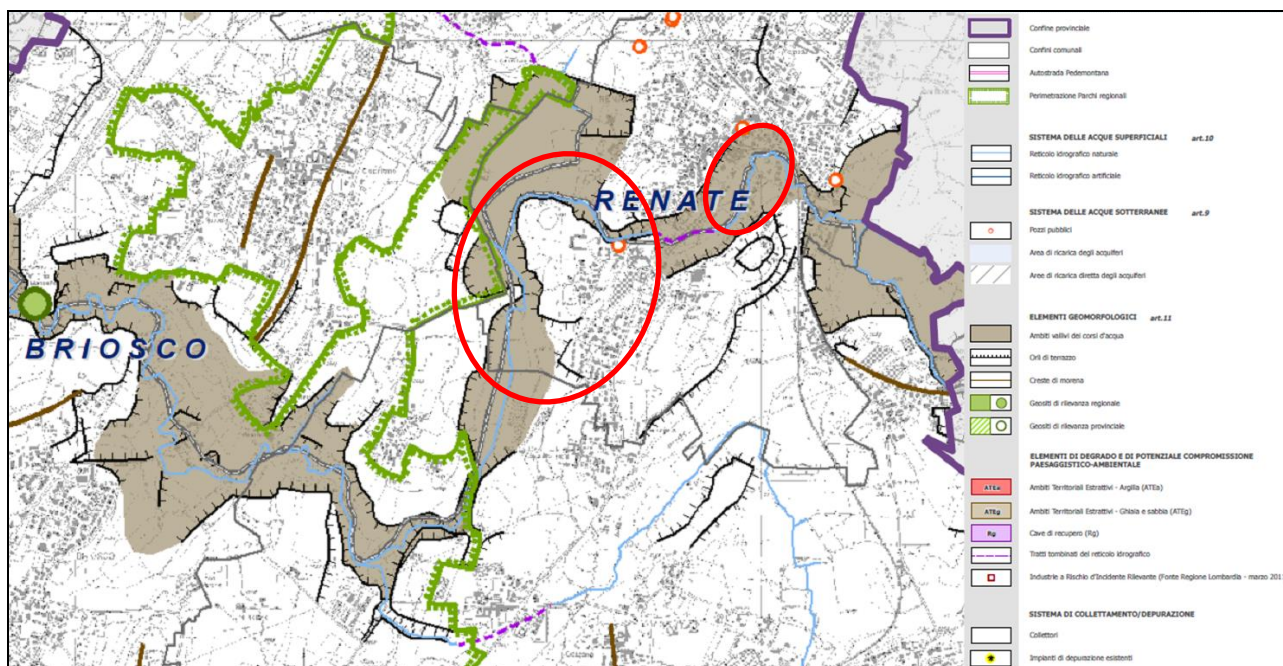 RENATE
BRIOSCO
Confine provinciale
Confini comunali
Autostrada Pedemontana
Perimetrazione Parchi regionali
SISTEMA DELLE ACQUE SUPERFICIALI art.10
Reticolo idrografico naturale
Reticolo idrografico artificiale
SISTEMA DELLE ACQUE SOTTERRANEE art.9
Pozzi pubblici
Area di ricarica degli acquiferi
Aree di ricarica diretta degli acquiferi
ELEMENTI GEOMORFOLOGICI art.11
Ambiti vallivi dei corsi d'acqua
Orli di terrazzo
Creste di morena
Geositi di rilevanza regionale
Geositi di rilevanza provinciale
ELEMENTI DI DEGRADO E DI POTENZIALE COMPROMISSIONE
PAESAGGISTICO-AMBIENTALE
ATEa Ambiti Territoriali Estrattivi - Argilla (ATEa)
ATEg Ambiti Territoriali Estrattivi - Ghiaia e sabbia (ATEg)
Rg Cave di recupero (Rg)
Tratti tombinati del reticolo idrografico
Industrie a Rischio d'Incidente Rilevante (Fonte Regione Lombardia - marzo 201
SISTEMA DI COLLETTAMENTO/DEPURAZIONE
Collettori
Impianti di depurazione esistenti